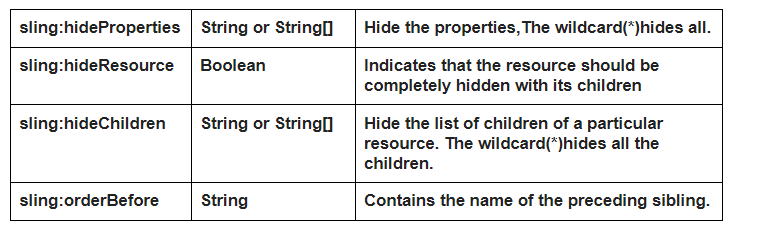 sling:hideProperties String or String[] Hide the properties,The wildcard(*)hides all.
sling:hideResource Boolean Indicates that the resource should be
completely hidden with its children
sling:hideChildren String or String[] Hide the list of children of a particular
resource. The wildcard(*)hides all the
children.
sling:orderBefore String Contains the name of the preceding sibling.